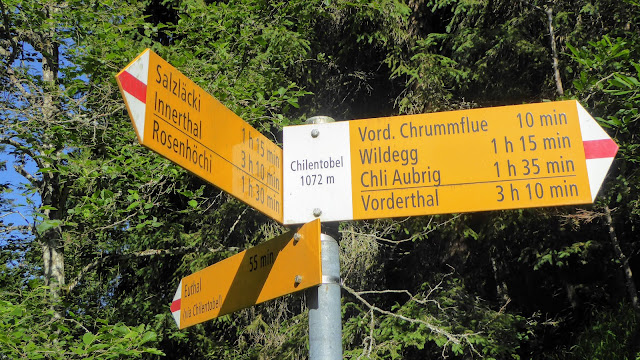 Salzläcki 1 h 15 min
Innerthal 3 h 10 min
Rosenhöchi 1 h 30 min
Chilentobel
1072 m
Vord. Chrummflue 10 min
Wildegg 1 h 15 min
Chli Aubrig 1 h 35 min
Vorderthal 3 h 10 min
Euthal 55 min
(via Chilentobel)